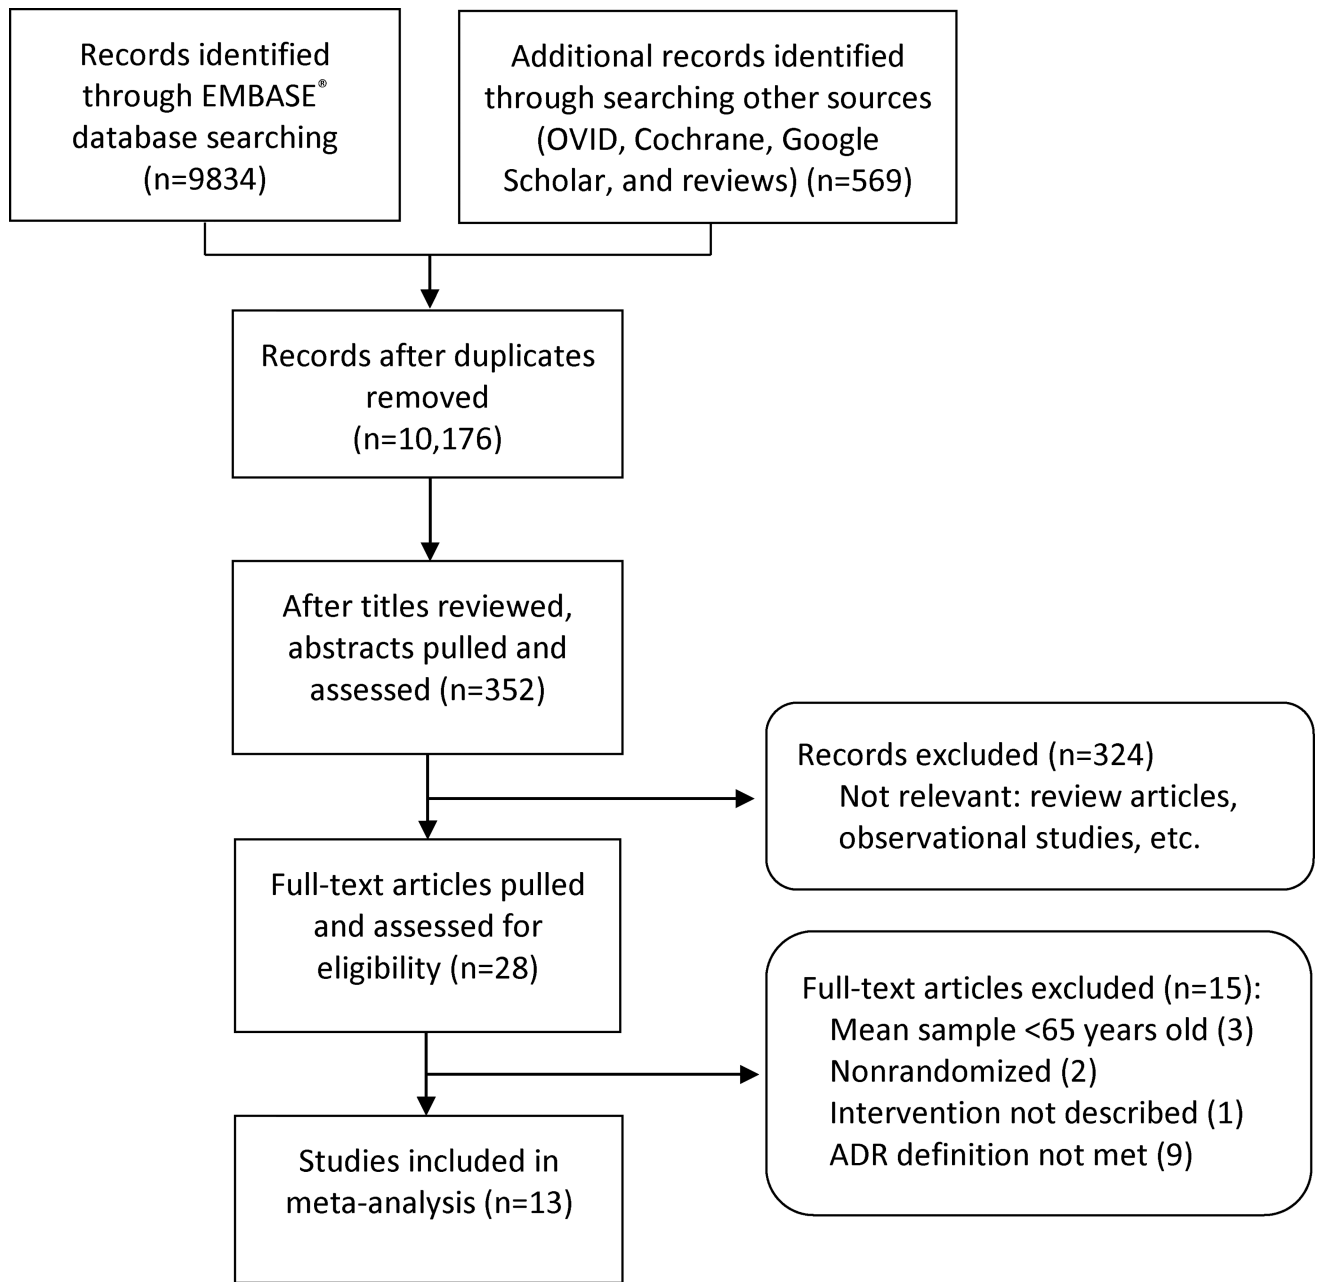 Records identified
through EMBASE®
database searching
(n=9834)
Additional records identified
through searching other sources
(OVID, Cochrane, Google
Scholar, and reviews) (n=569)
Records after duplicates
removed
(n=10,176)
After titles reviewed,
abstracts pulled and
assessed (n=352)
Records excluded (n=324)
Not relevant: review articles,
observational studies, etc.
Full-text articles pulled
and assessed for
eligibility (n=28)
Full-text articles excluded (n=15):
Mean sample <65 years old (3)
Nonrandomized (2)
Intervention not described (1)
ADR definition not met (9)
Studies included in
meta-analysis (n=13)